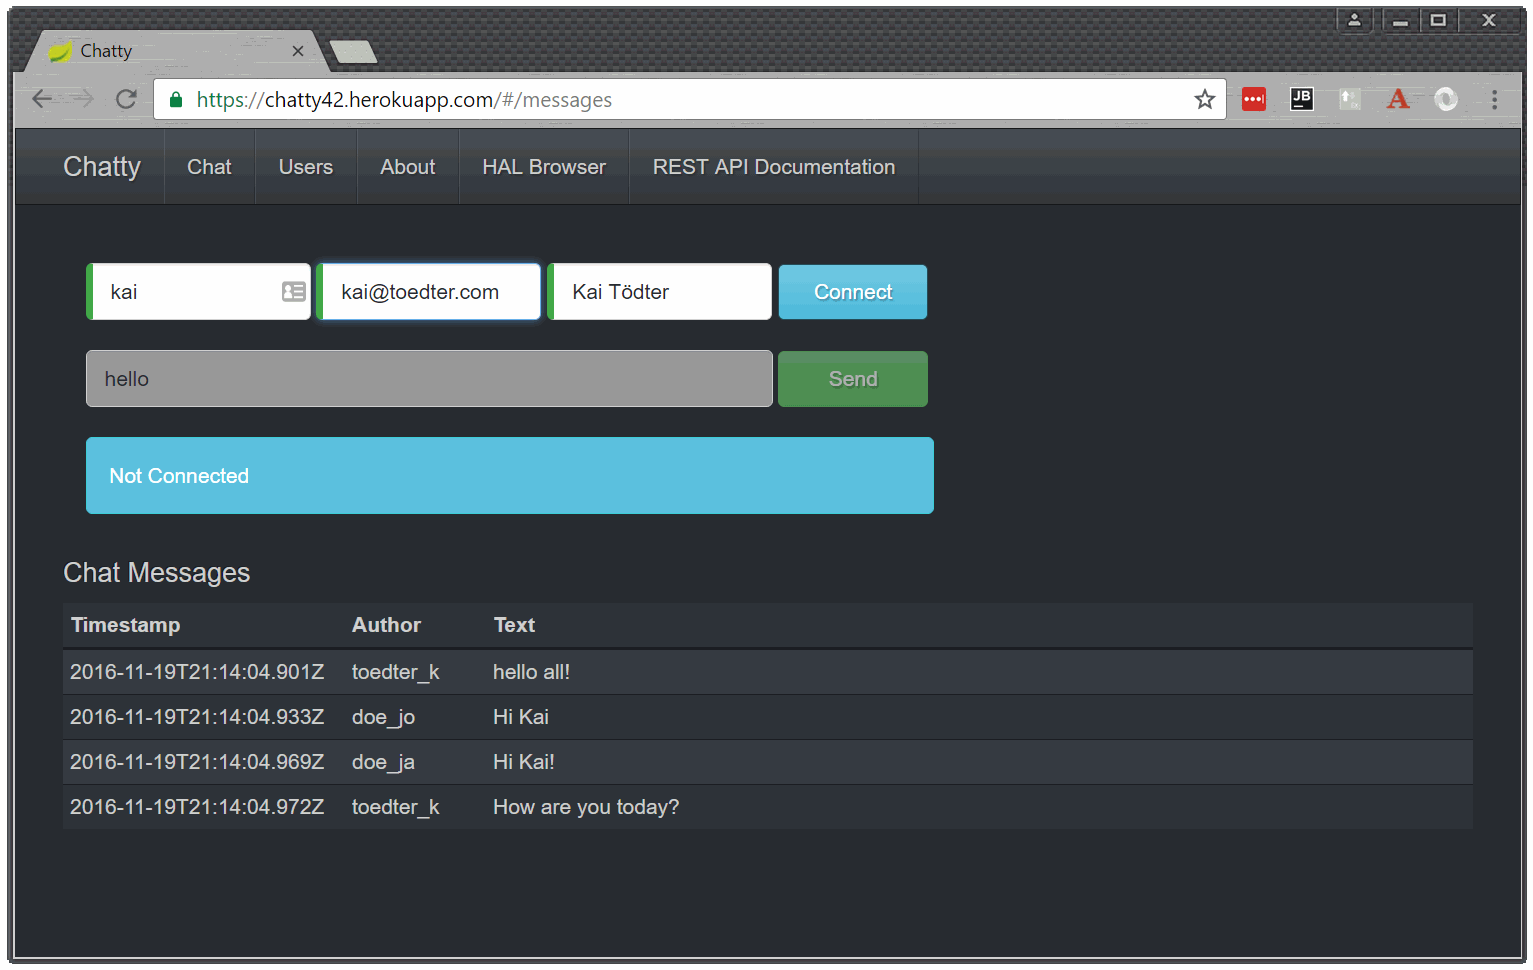 Chatty
https://chatty42.herokuapp.com/#/messages
JB
A
Chatty Chat Users About HAL Browser REST API Documentation
kai kai@toedter.com Kai Tödter Connect
hello Send
Not Connected
Chat Messages
Timestamp Author Text
2016-11-19T21:14:04.901Z toedter_k hello all!
2016-11-19T21:14:04.933Z doe_jo Hi Kai
2016-11-19T21:14:04.969Z doe_ja Hi Kai!
2016-11-19T21:14:04.972Z toedter_k How are you today?